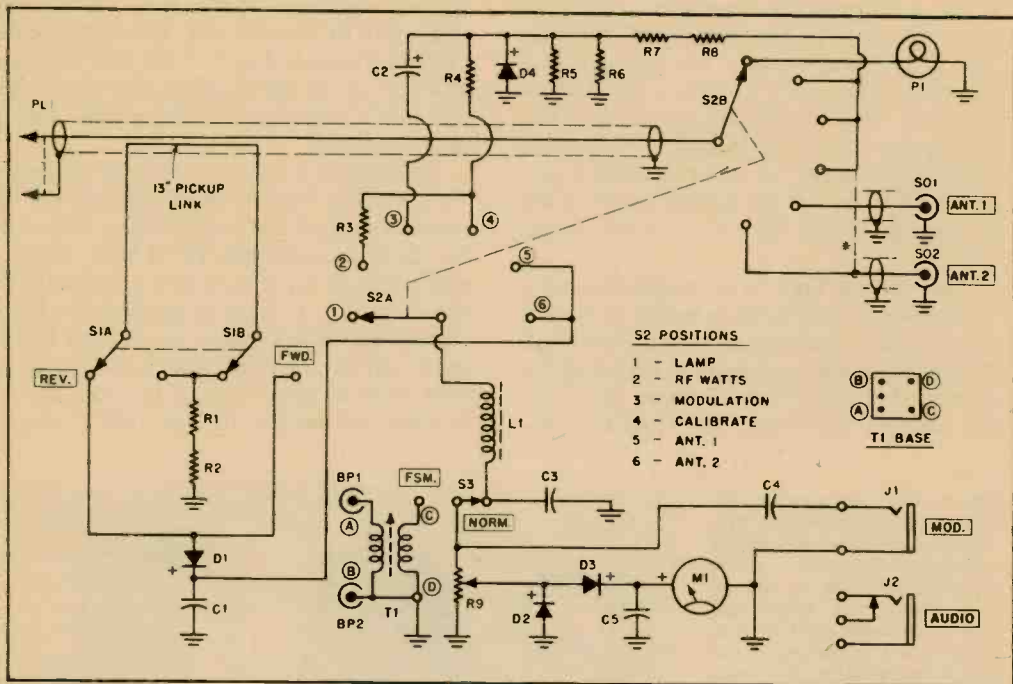 C2
+
R4
+
D4
R5
R6
R7
R8
S2B
P1
PL
13" PICKUP
LINK
R3
3
4
2
5
SO1
ANT. 1
*
SO2
ANT. 2
1
S2A
6
S1A
S1B
REV.
FWD.
S2 POSITIONS
1 - LAMP
2 - RF WATTS
3 - MODULATION
4 - CALIBRATE
5 - ANT. 1
6 - ANT. 2
B
D
A
C
T1 BASE
R1
R2
L1
BP1
FSM.
S3
C3
C4
J1
A
C
NORM.
MOD.
D1
+
B
D
R9
+
D3
+
+
M1
J2
C1
BP2
T1
D2
C5
AUDIO